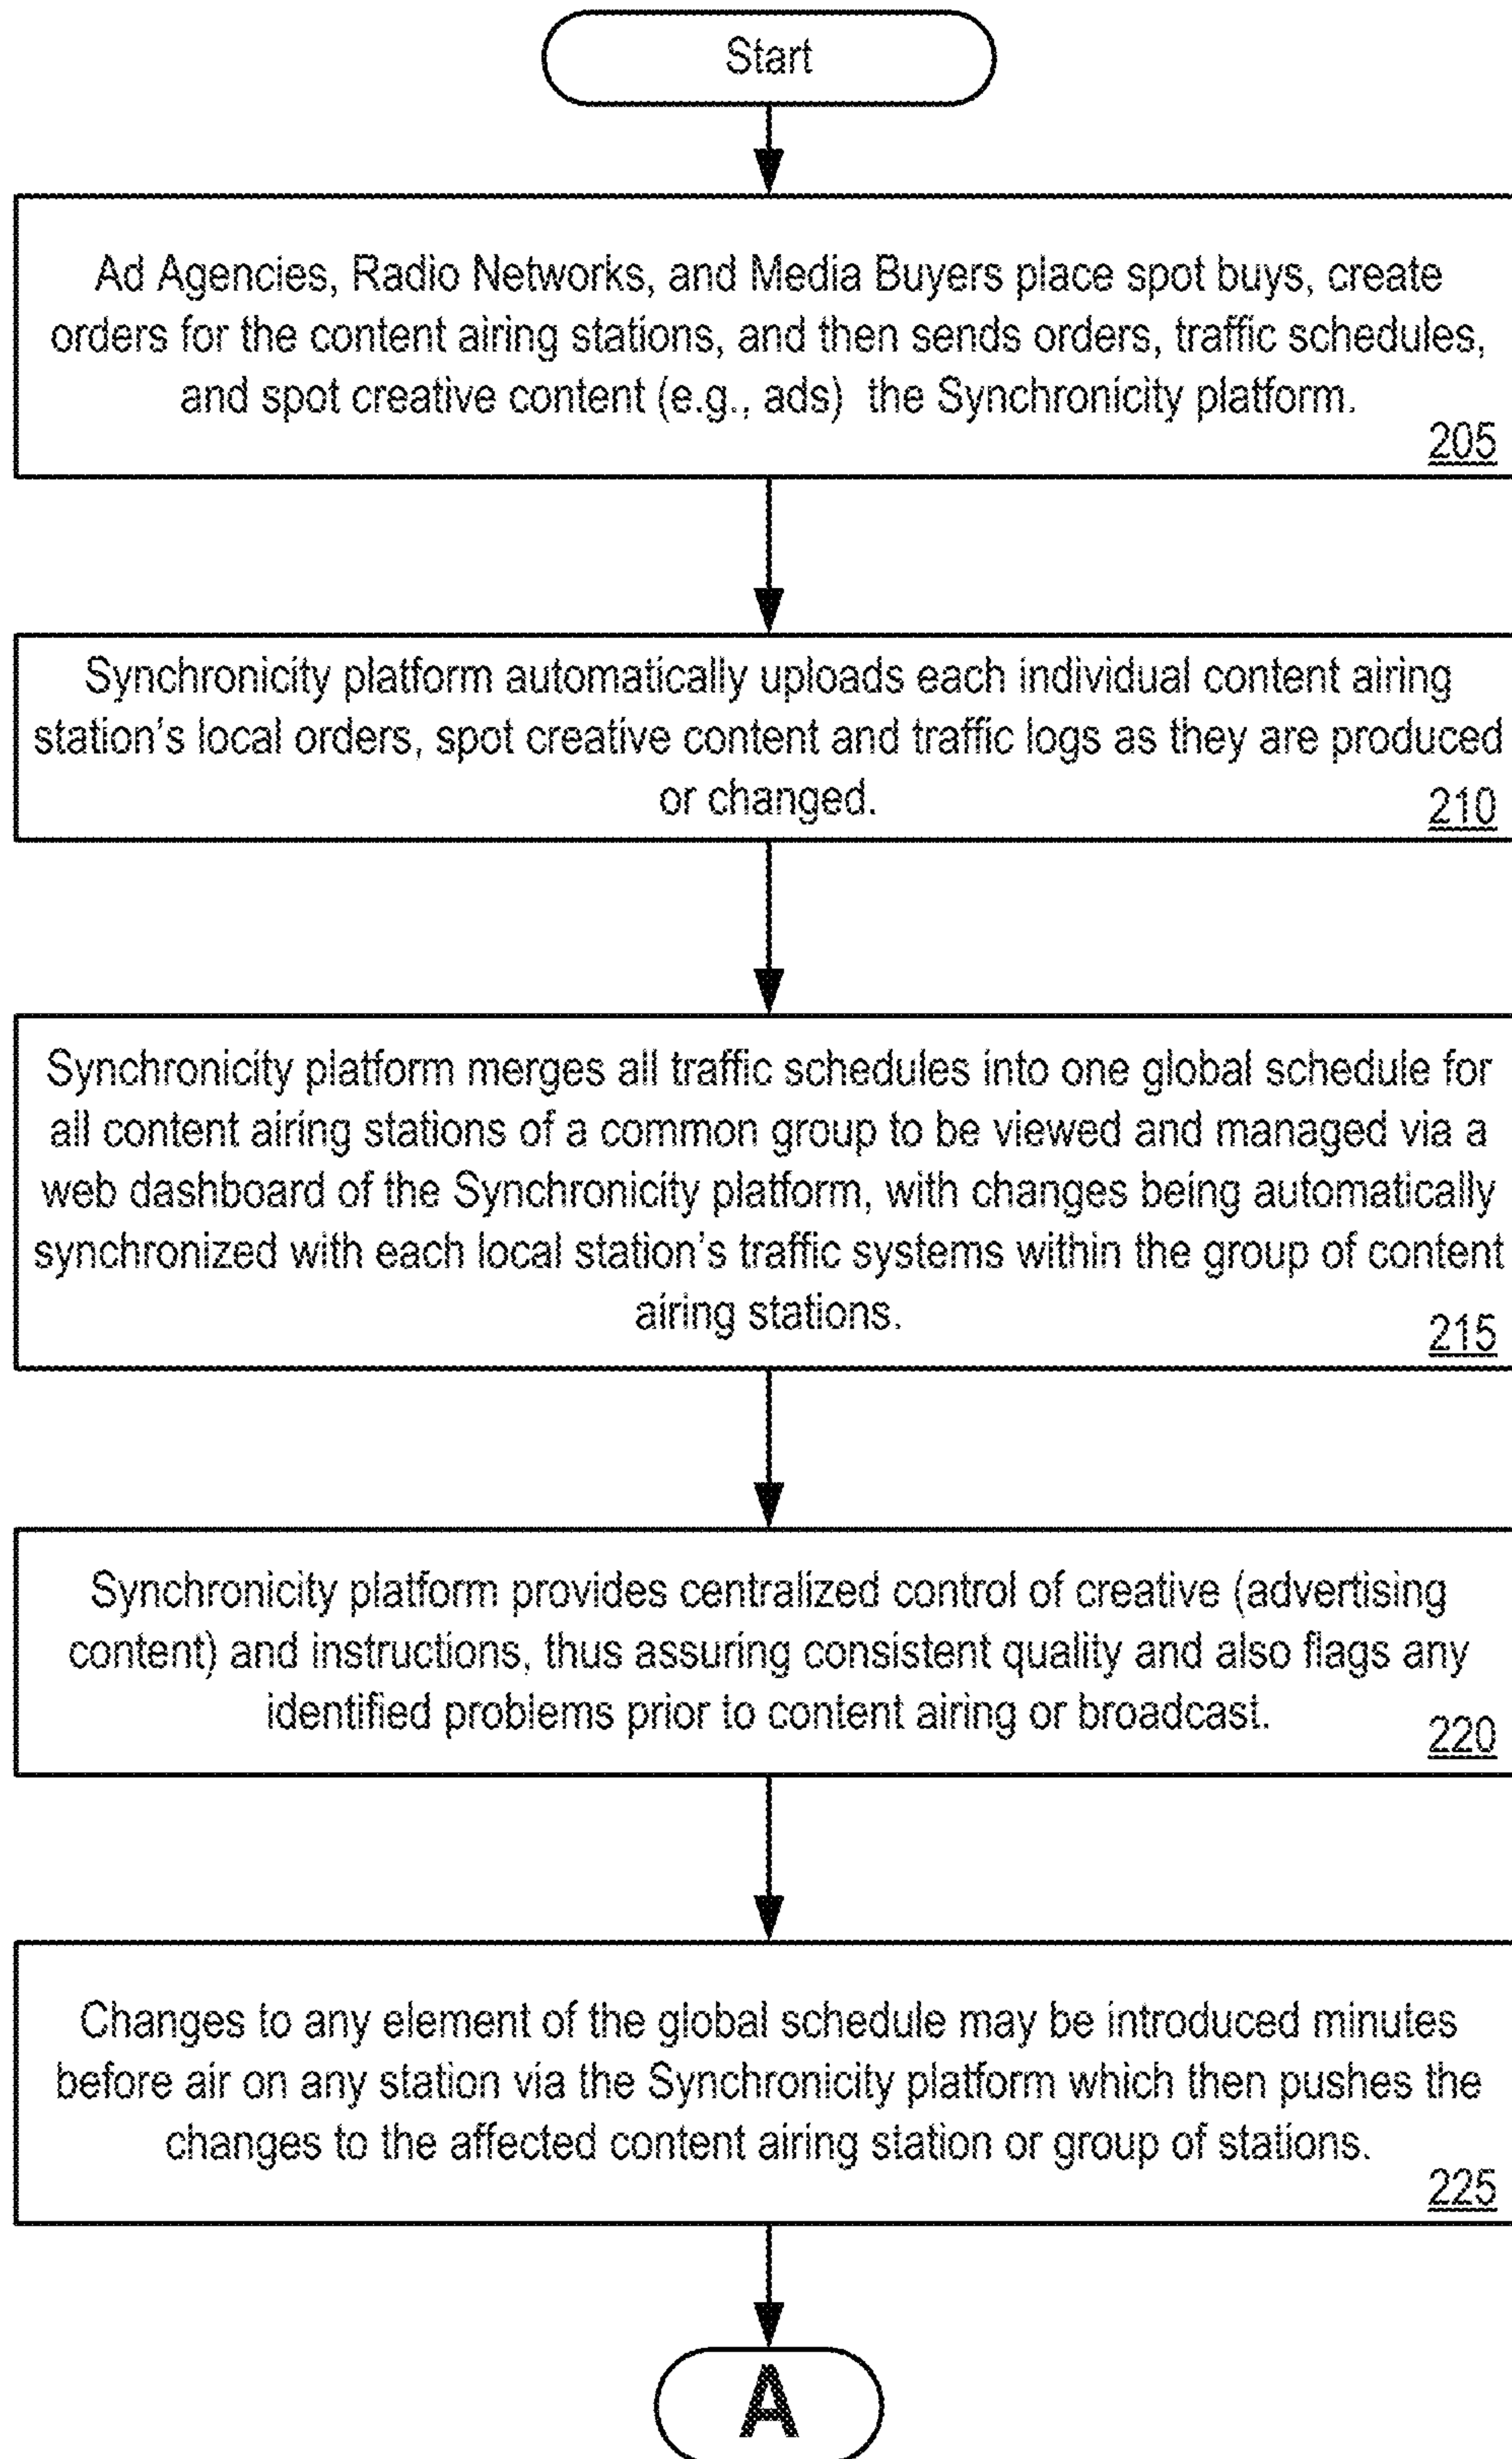 Start
Ad Agencies, Radio Networks, and Media Buyers place spot buys, create
orders for the content airing stations, and then sends orders, traffic schedules,
and spot creative content (e.g., ads) the Synchronicity platform.
205
Synchronicity platform automatically uploads each individual content airing
station's local orders, spot creative content and traffic logs as they are produced
or changed.
210
Synchronicity platform merges all traffic schedules into one global schedule for
all content airing stations of a common group to be viewed and managed via a
web dashboard of the Synchronicity platform, with changes being automatically
synchronized with each local station's traffic systems within the group of content
airing stations.
215
Synchronicity platform provides centralized control of creative (advertising
content) and instructions, thus assuring consistent quality and also flags any
identified problems prior to content airing or broadcast.
220
Changes to any element of the global schedule may be introduced minutes
before air on any station via the Synchronicity platform which then pushes the
changes to the affected content airing station or group of stations.
225
A